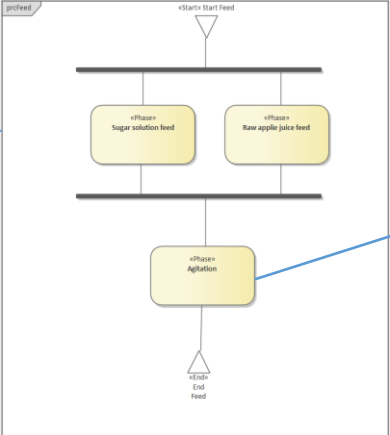 prcFeed
«Start» Start Feed
«Phase»
Sugar solution feed
«Phase»
Raw applie juice feed
«Phase»
Agitation
«End»
End
Feed